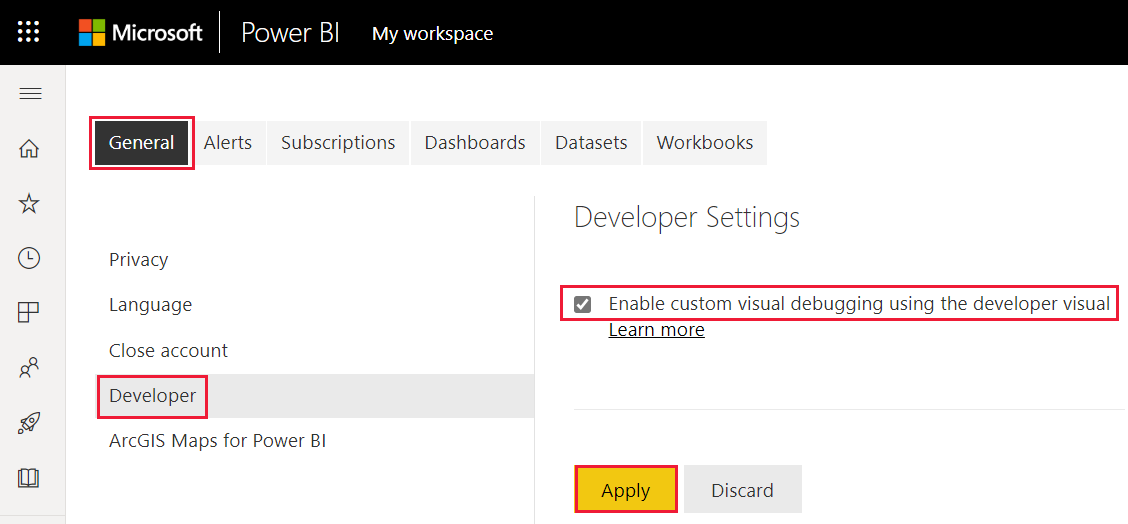 Microsoft Power BI My workspace
General Alerts Subscriptions Dashboards Datasets Workbooks
Developer Settings
Privacy
Language
Close account
Developer
ArcGIS Maps for Power BI
Enable custom visual debugging using the developer visual
Learn more
Apply Discard